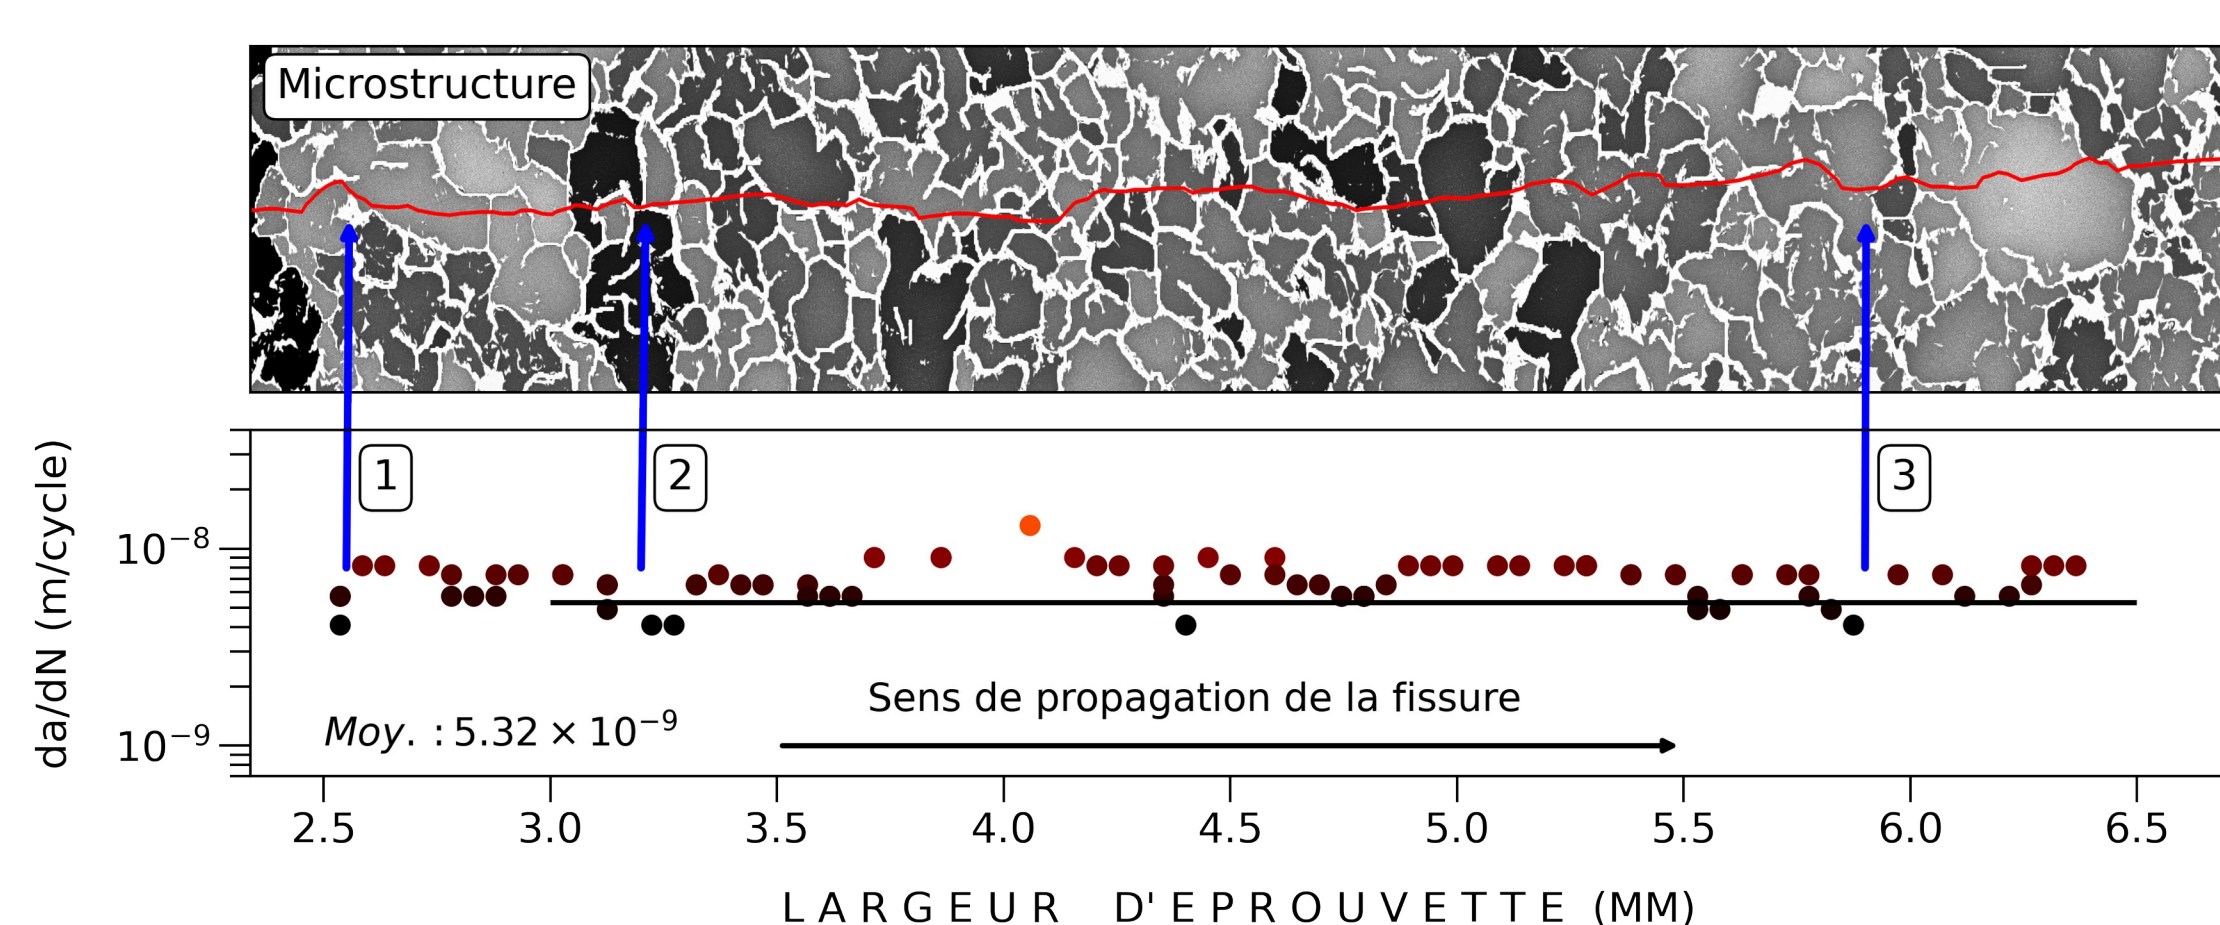 Microstructure
1
2
3
da/dN (m/cycle)
10⁻⁸
10⁻⁹
Sens de propagation de la fissure
Moy. : 5.32 × 10⁻⁹
2.5 3.0 3.5 4.0 4.5 5.0 5.5 6.0 6.5
LARGEUR D'EPROUVETTE (MM)